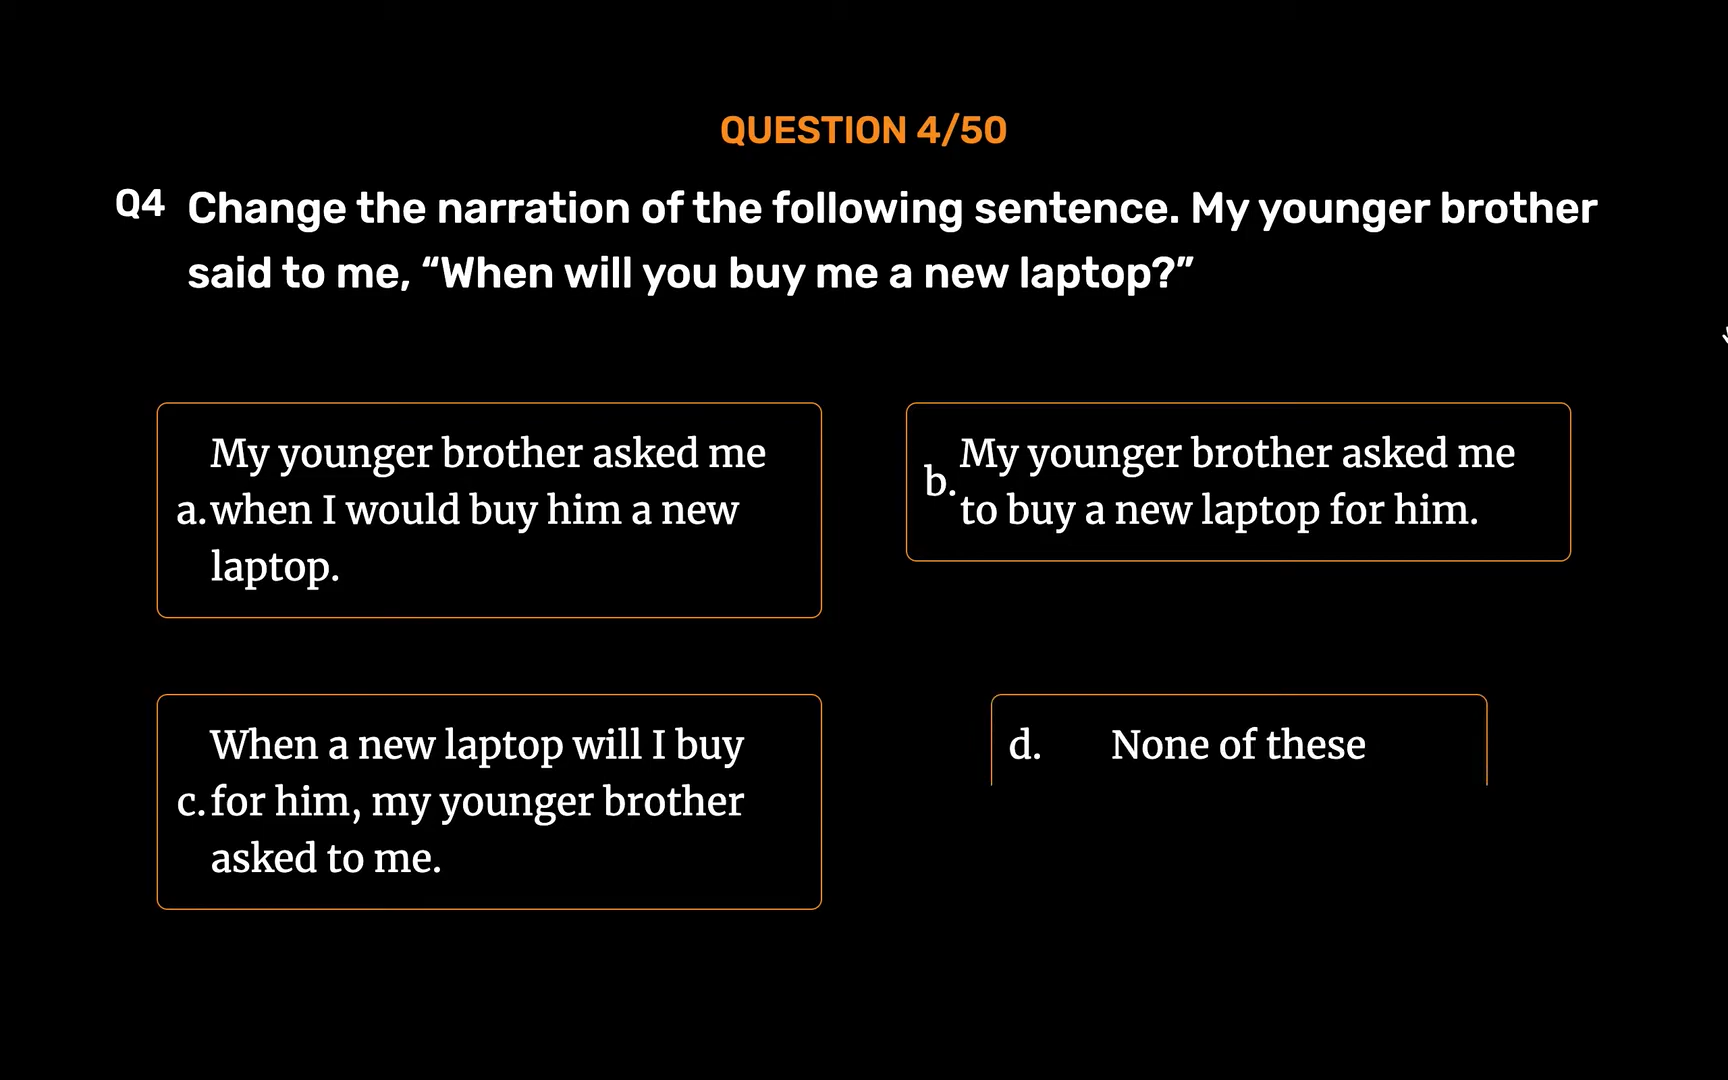 QUESTION 4/50
Q4 Change the narration of the following sentence. My younger brother
said to me, “When will you buy me a new laptop?”
My younger brother asked me
a. when I would buy him a new
laptop.
My younger brother asked me
b. to buy a new laptop for him.
When a new laptop will I buy
c. for him, my younger brother
asked to me.
d. None of these